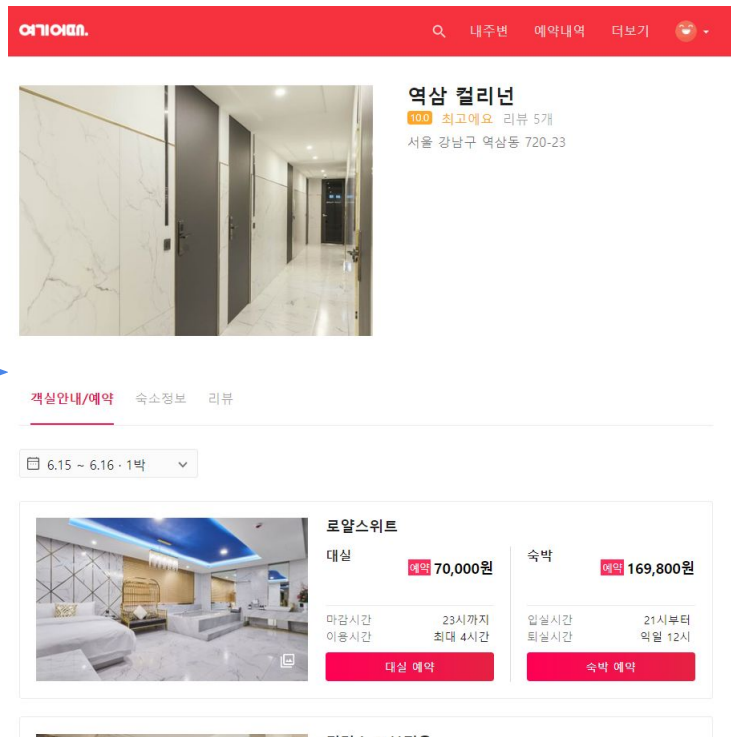 여기어때.
내주변 예약내역 더보기
역삼 컬리넌
10.0 최고에요 리뷰 5개
서울 강남구 역삼동 720-23
객실안내/예약 숙소정보 리뷰
6.15 ~ 6.16 · 1박
로얄스위트
대실 숙박
예약 70,000원 예약 169,800원
마감시간 23시까지 입실시간 21시부터
이용시간 최대 4시간 퇴실시간 익일 12시
대실 예약 숙박 예약